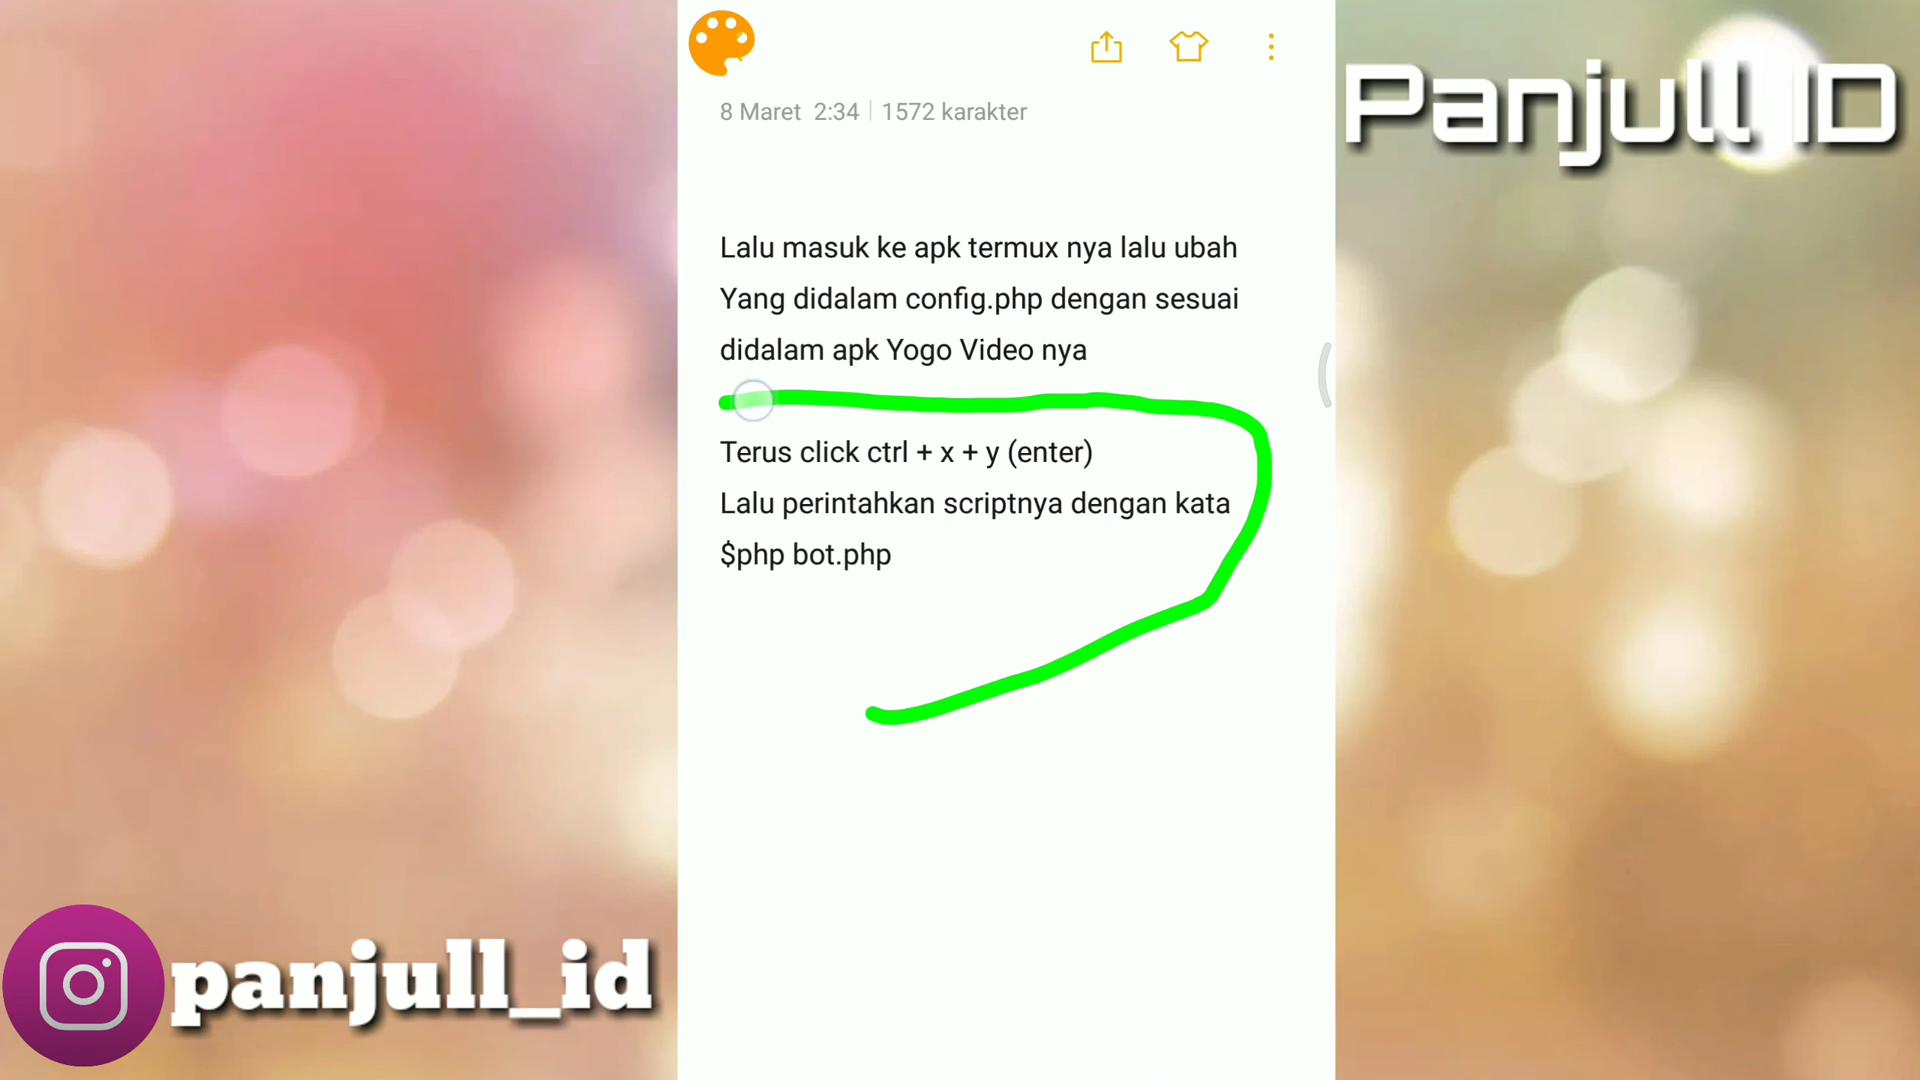 Panjull ID
8 Maret 2:34 | 1572 karakter
Lalu masuk ke apk termux nya lalu ubah
Yang didalam config.php dengan sesuai
didalam apk Yogo Video nya
Terus click ctrl + x + y (enter)
Lalu perintahkan scriptnya dengan kata
$php bot.php
panjull_id